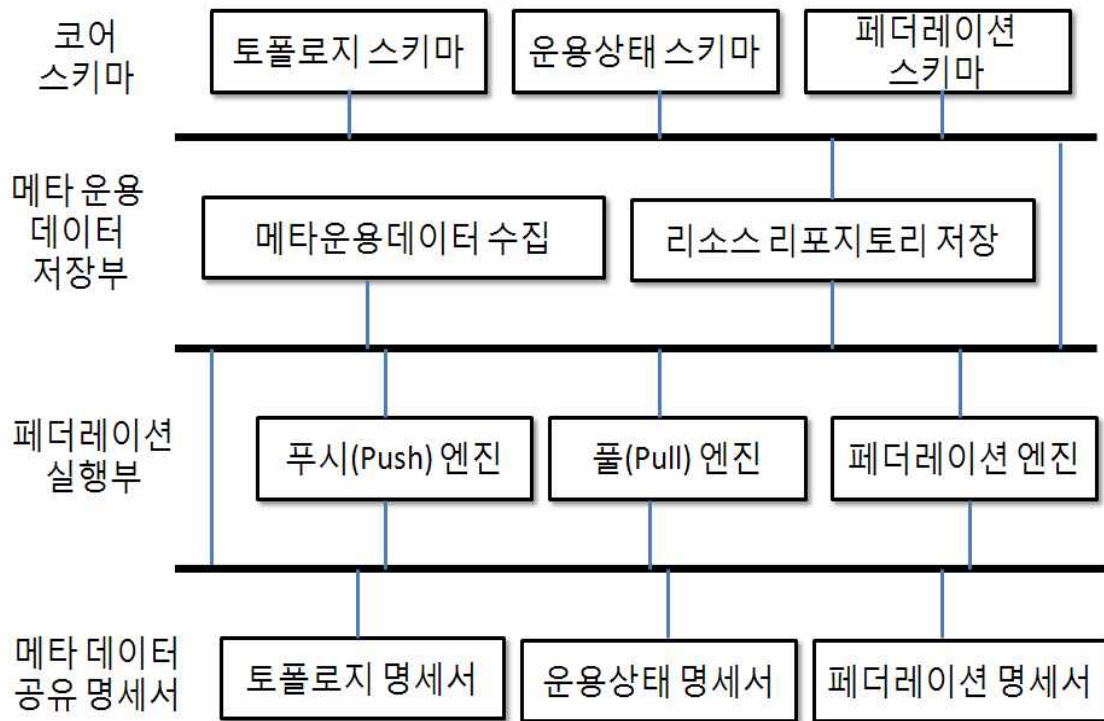 코어
스키마
토폴로지 스키마
운용상태 스키마
페더레이션
스키마
메타 운용
데이터
저장부
메타운용데이터 수집
리소스 리포지토리 저장
페더레이션
실행부
푸시(Push) 엔진
풀(Pull) 엔진
페더레이션 엔진
메타 데이터
공유 명세서
토폴로지 명세서
운용상태 명세서
페더레이션 명세서